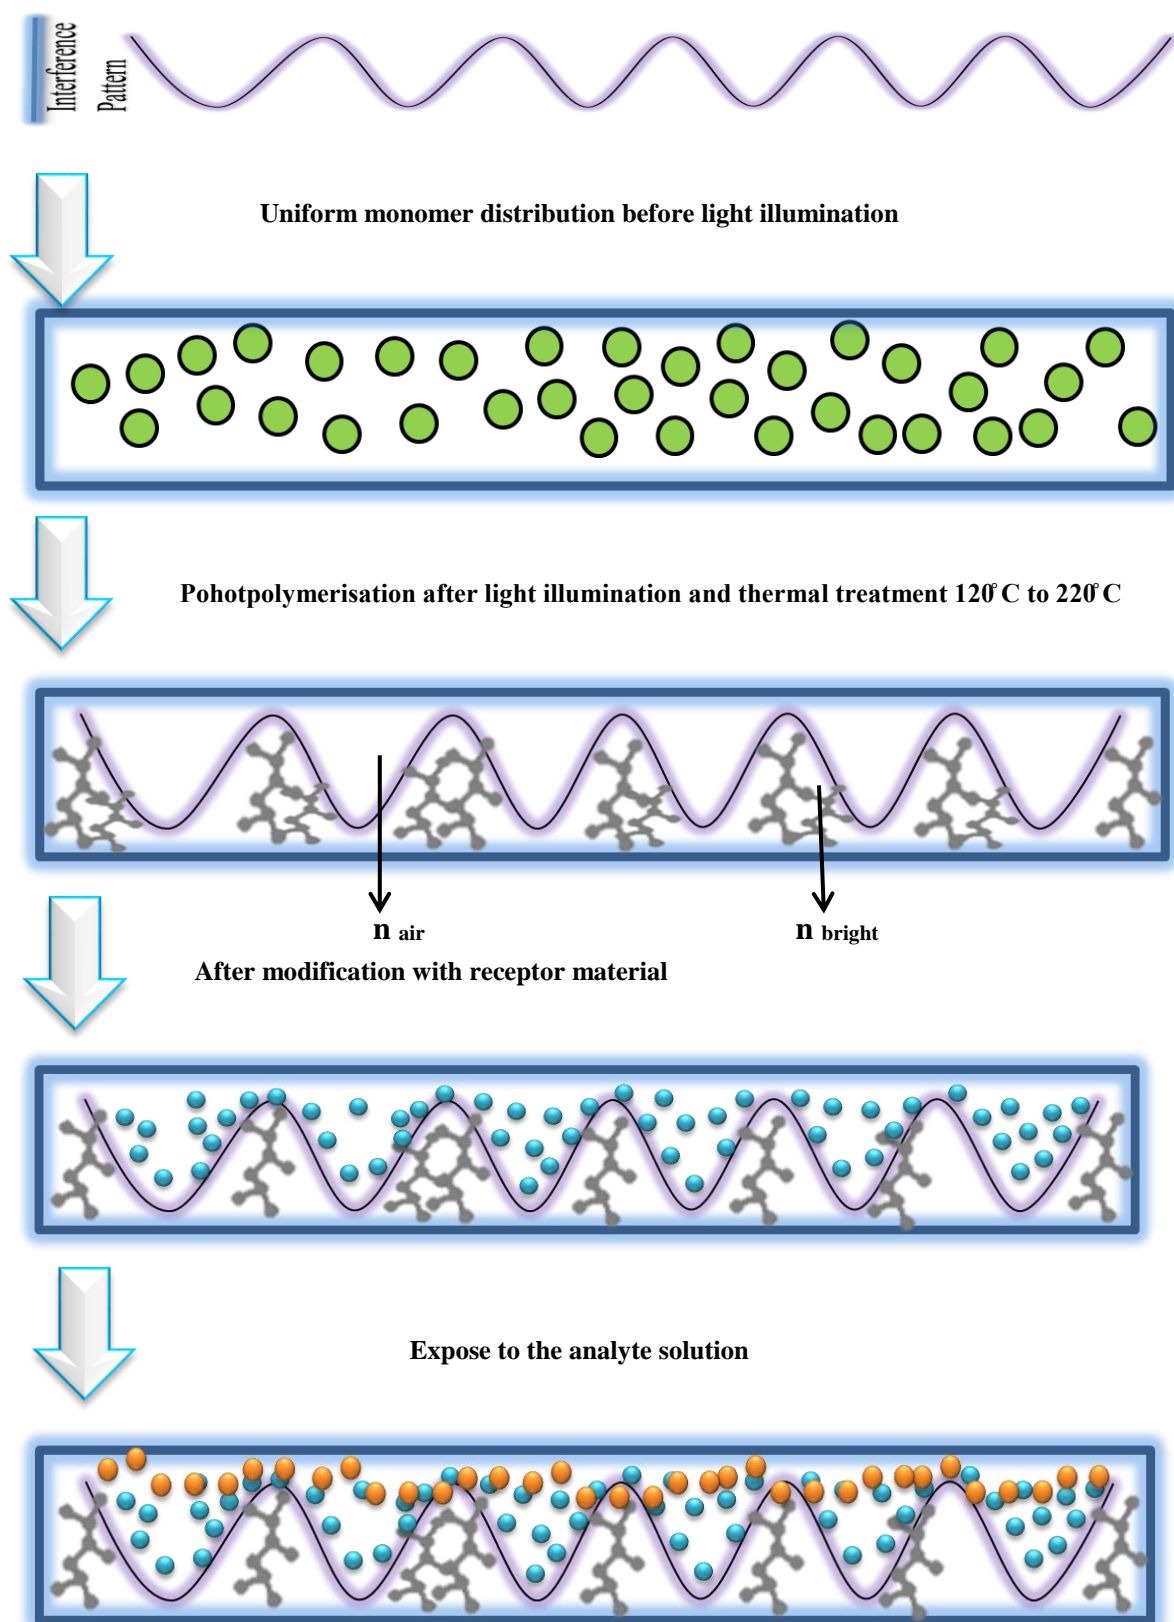 Interference
Pattern
Uniform monomer distribution before light illumination
Pohotpolymerisation after light illumination and thermal treatment 120°C to 220°C
n air
n bright
After modification with receptor material
Expose to the analyte solution